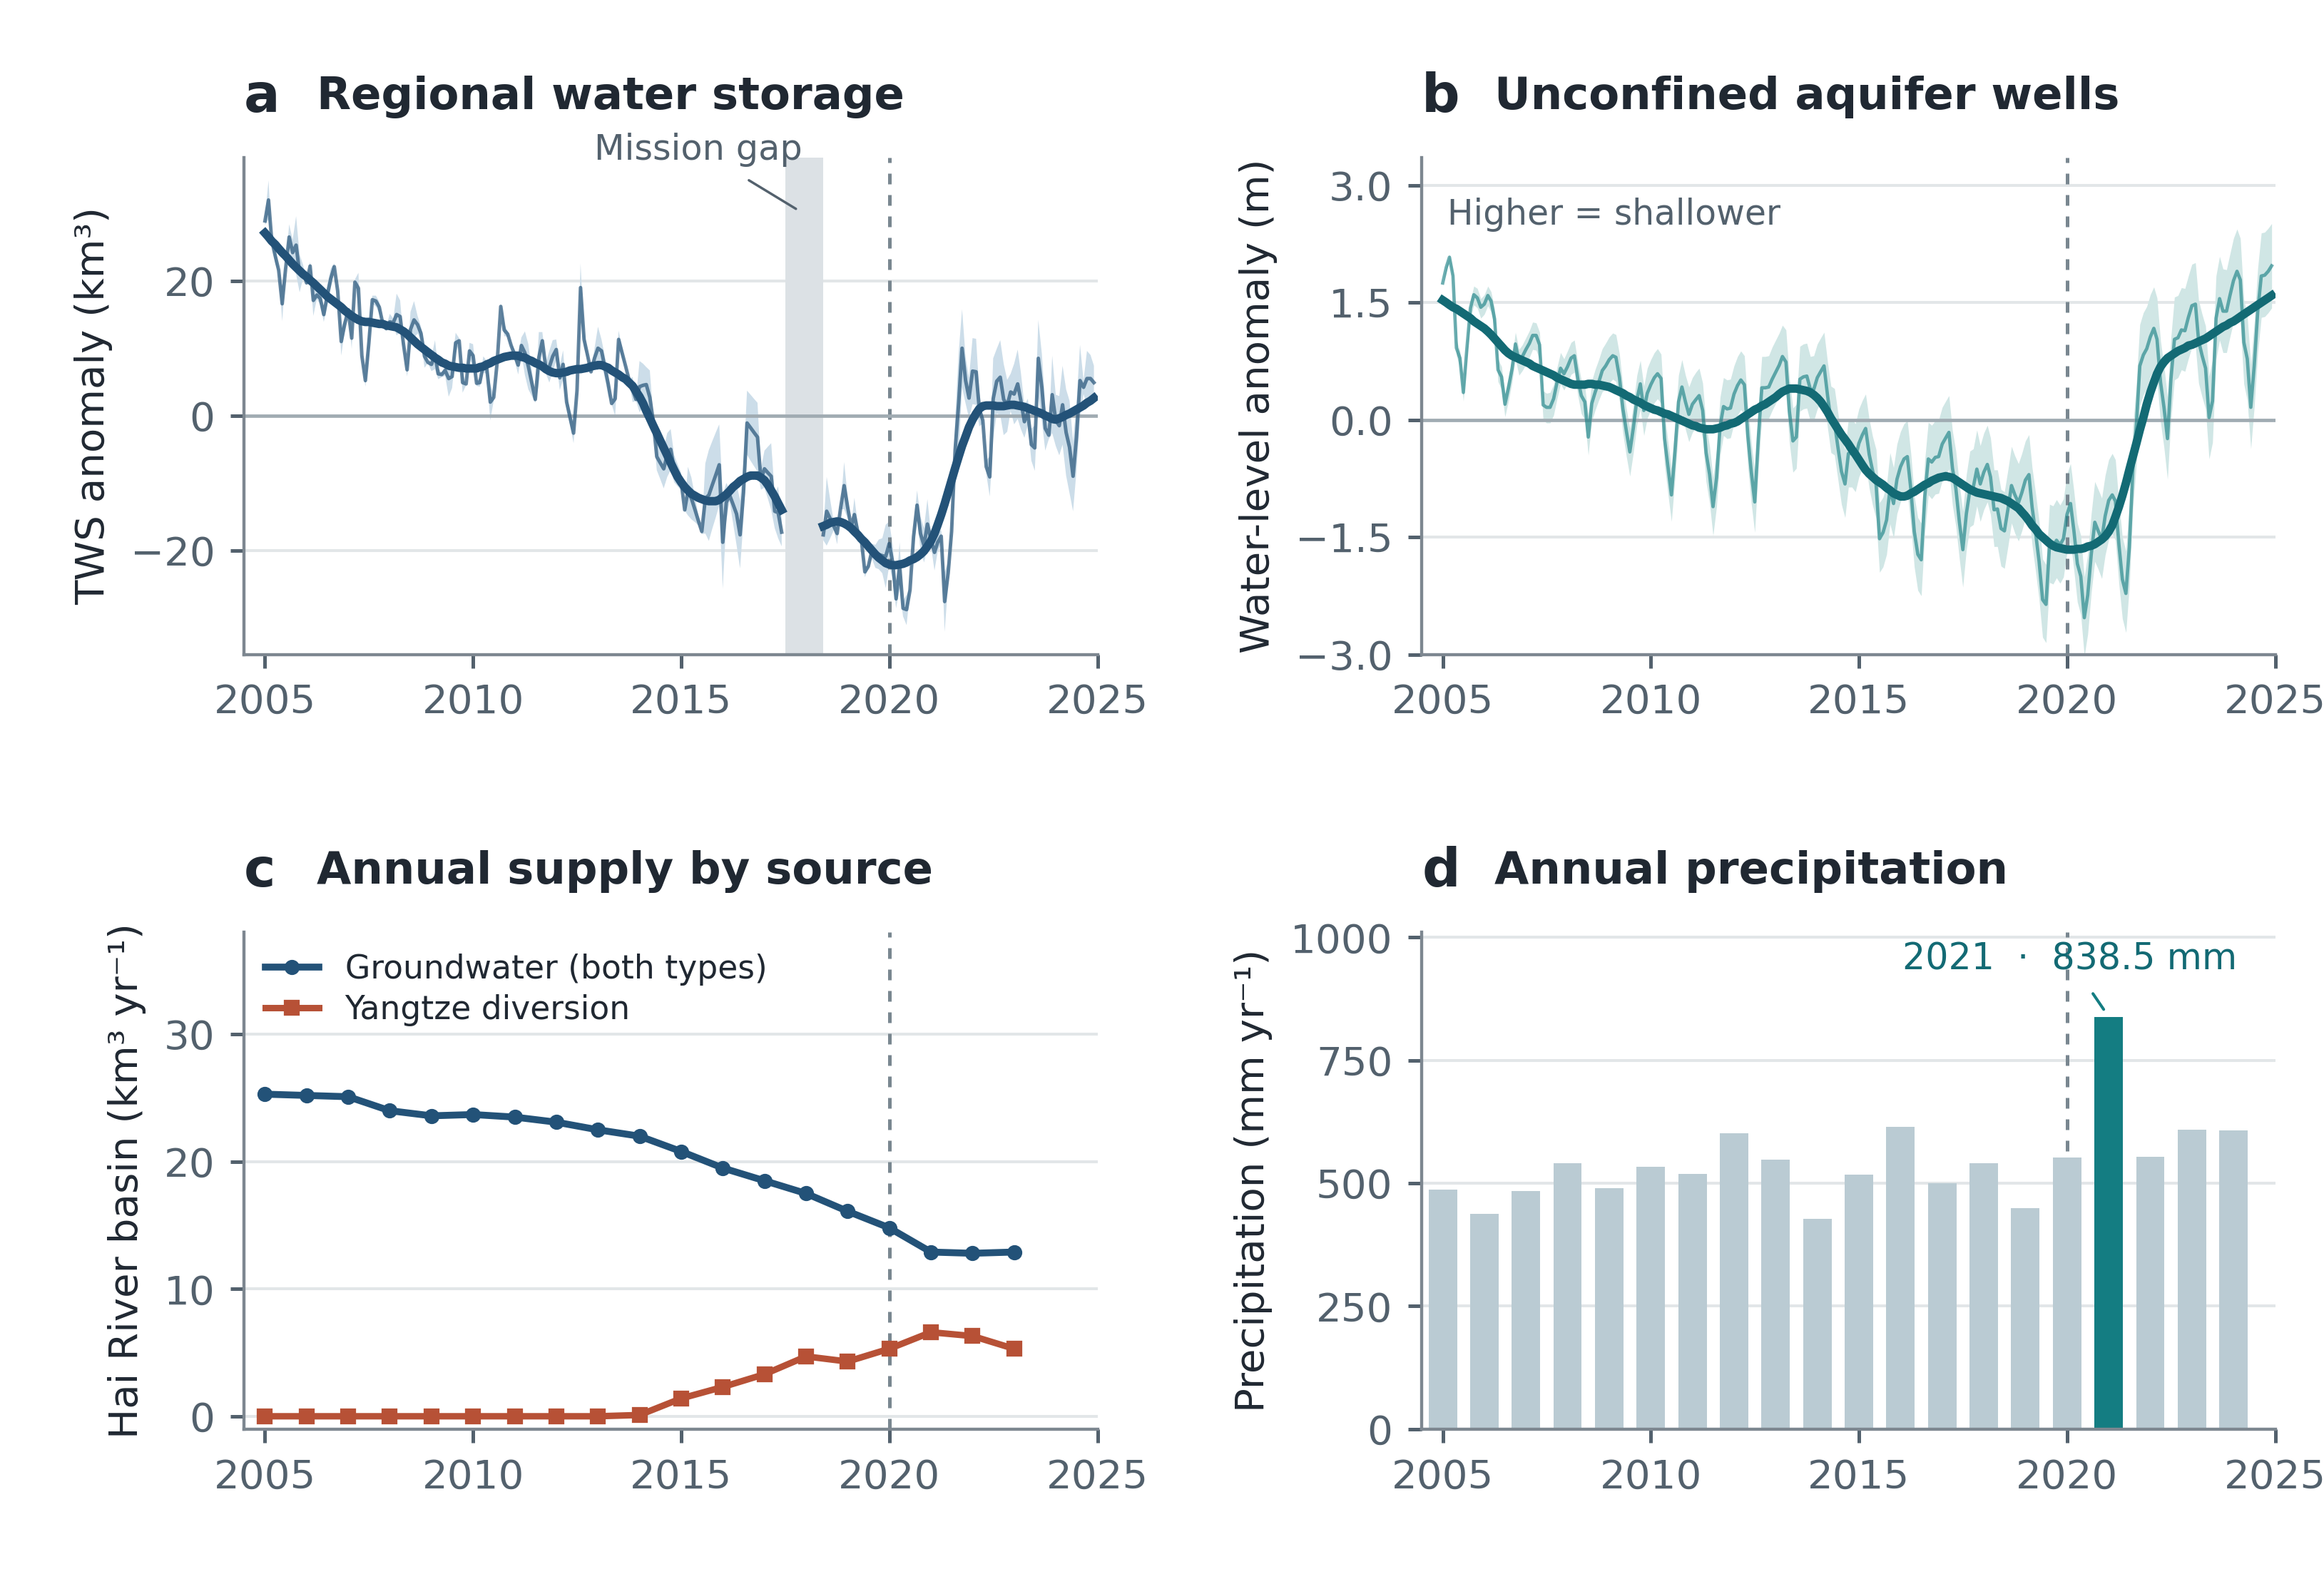 a Regional water storage
Mission gap
TWS anomaly (km³)
20
0
−20
2005 2010 2015 2020 2025
b Unconfined aquifer wells
Higher = shallower
Water-level anomaly (m)
3.0
1.5
0.0
−1.5
−3.0
2005 2010 2015 2020 2025
c Annual supply by source
Groundwater (both types)
Yangtze diversion
Hai River basin (km³ yr⁻¹)
30
20
10
0
2005 2010 2015 2020 2025
d Annual precipitation
2021 · 838.5 mm
Precipitation (mm yr⁻¹)
1000
750
500
250
0
2005 2010 2015 2020 2025